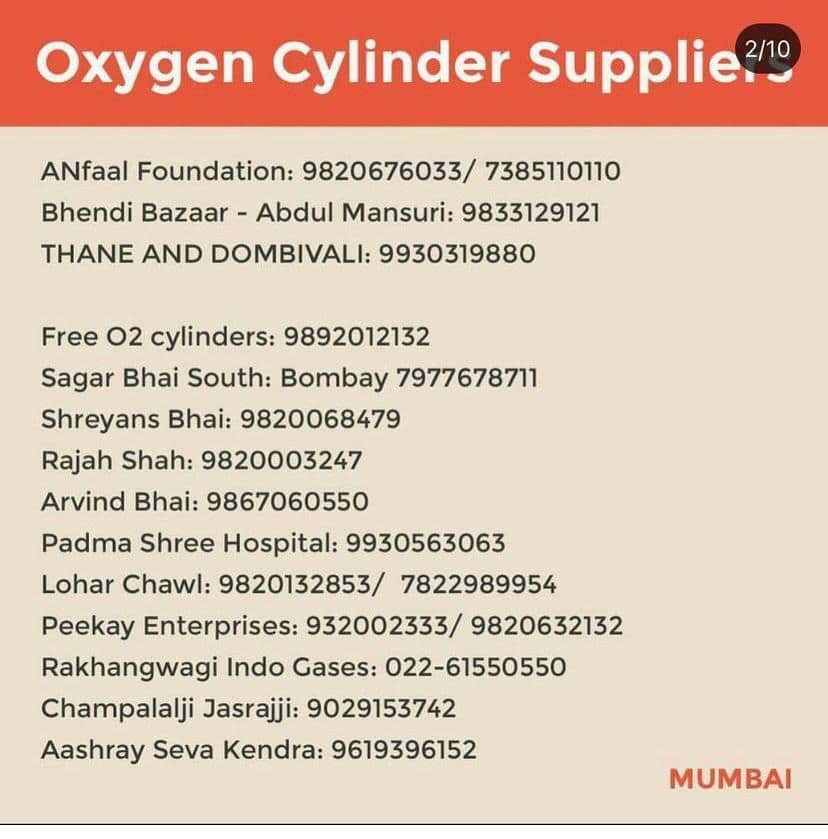 Oxygen Cylinder Suppliers
2/10
ANfaal Foundation: 9820676033/ 7385110110
Bhendi Bazaar - Abdul Mansuri: 9833129121
THANE AND DOMBIVALI: 9930319880
Free O2 cylinders: 9892012132
Sagar Bhai South: Bombay 7977678711
Shreyans Bhai: 9820068479
Rajah Shah: 9820003247
Arvind Bhai: 9867060550
Padma Shree Hospital: 9930563063
Lohar Chawl: 9820132853/ 7822989954
Peekay Enterprises: 932002333/ 9820632132
Rakhangwagi Indo Gases: 022-61550550
Champalalji Jasrajji: 9029153742
Aashray Seva Kendra: 9619396152
MUMBAI